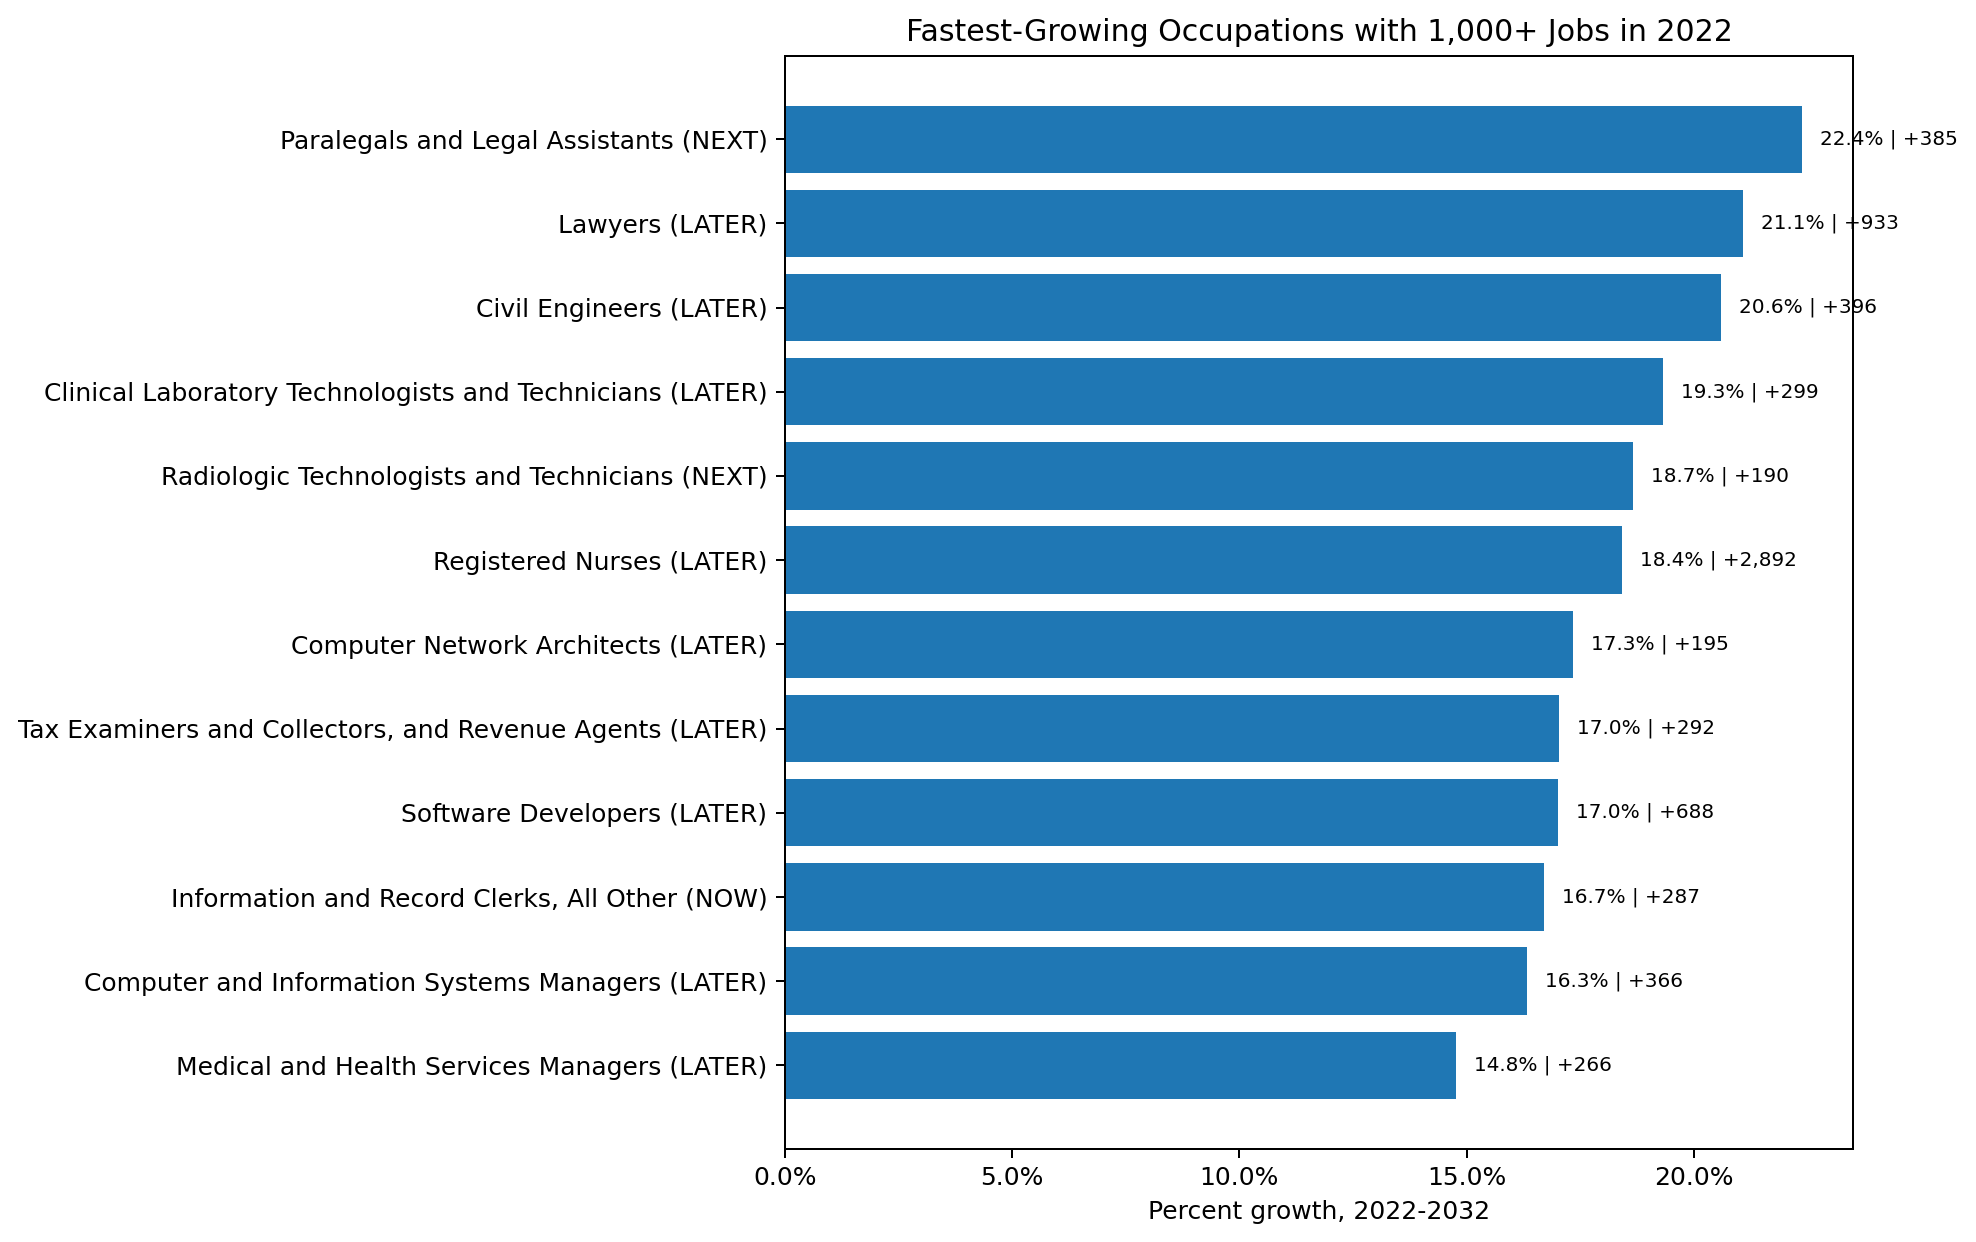 Fastest-Growing Occupations with 1,000+ Jobs in 2022
Paralegals and Legal Assistants (NEXT) 22.4% | +385
Lawyers (LATER) 21.1% | +933
Civil Engineers (LATER) 20.6% | +396
Clinical Laboratory Technologists and Technicians (LATER) 19.3% | +299
Radiologic Technologists and Technicians (NEXT) 18.7% | +190
Registered Nurses (LATER) 18.4% | +2,892
Computer Network Architects (LATER) 17.3% | +195
Tax Examiners and Collectors, and Revenue Agents (LATER) 17.0% | +292
Software Developers (LATER) 17.0% | +688
Information and Record Clerks, All Other (NOW) 16.7% | +287
Computer and Information Systems Managers (LATER) 16.3% | +366
Medical and Health Services Managers (LATER) 14.8% | +266
0.0% 5.0% 10.0% 15.0% 20.0%
Percent growth, 2022-2032